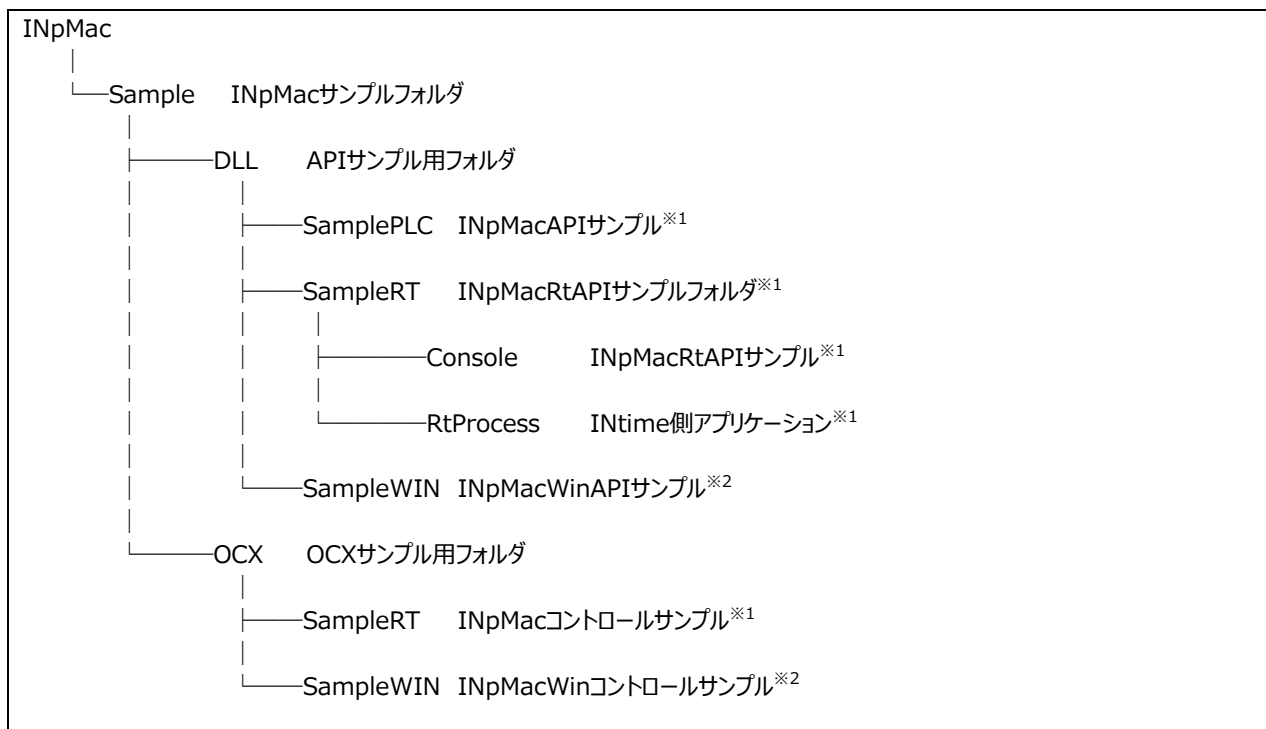 INpMac
Sample INpMacサンプルフォルダ
DLL APIサンプル用フォルダ
SamplePLC INpMacAPIサンプル※1
SampleRT INpMacRtAPIサンプルフォルダ※1
Console INpMacRtAPIサンプル※1
RtProcess INtime側アプリケーション※1
SampleWIN INpMacWinAPIサンプル※2
OCX OCXサンプル用フォルダ
SampleRT INpMacコントロールサンプル※1
SampleWIN INpMacWinコントロールサンプル※2